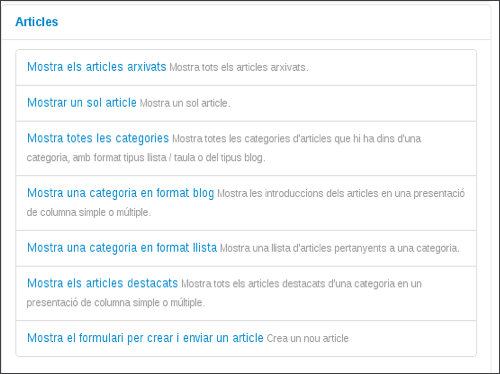 Articles
Mostra els articles arxivats Mostra tots els articles arxivats.
Mostrar un sol article Mostra un sol article.
Mostra totes les categories Mostra totes les categories d'articles que hi ha dins d'una
categoria, amb format tipus llista / taula o del tipus blog.
Mostra una categoria en format blog Mostra les introduccions dels articles en una presentació
de columna simple o múltiple.
Mostra una categoria en format llista Mostra una llista d'articles pertanyents a una categoria.
Mostra els articles destacats Mostra tots els articles destacats d'una categoria en un
presentació de columna simple o múltiple.
Mostra el formulari per crear i enviar un article Crea un nou article